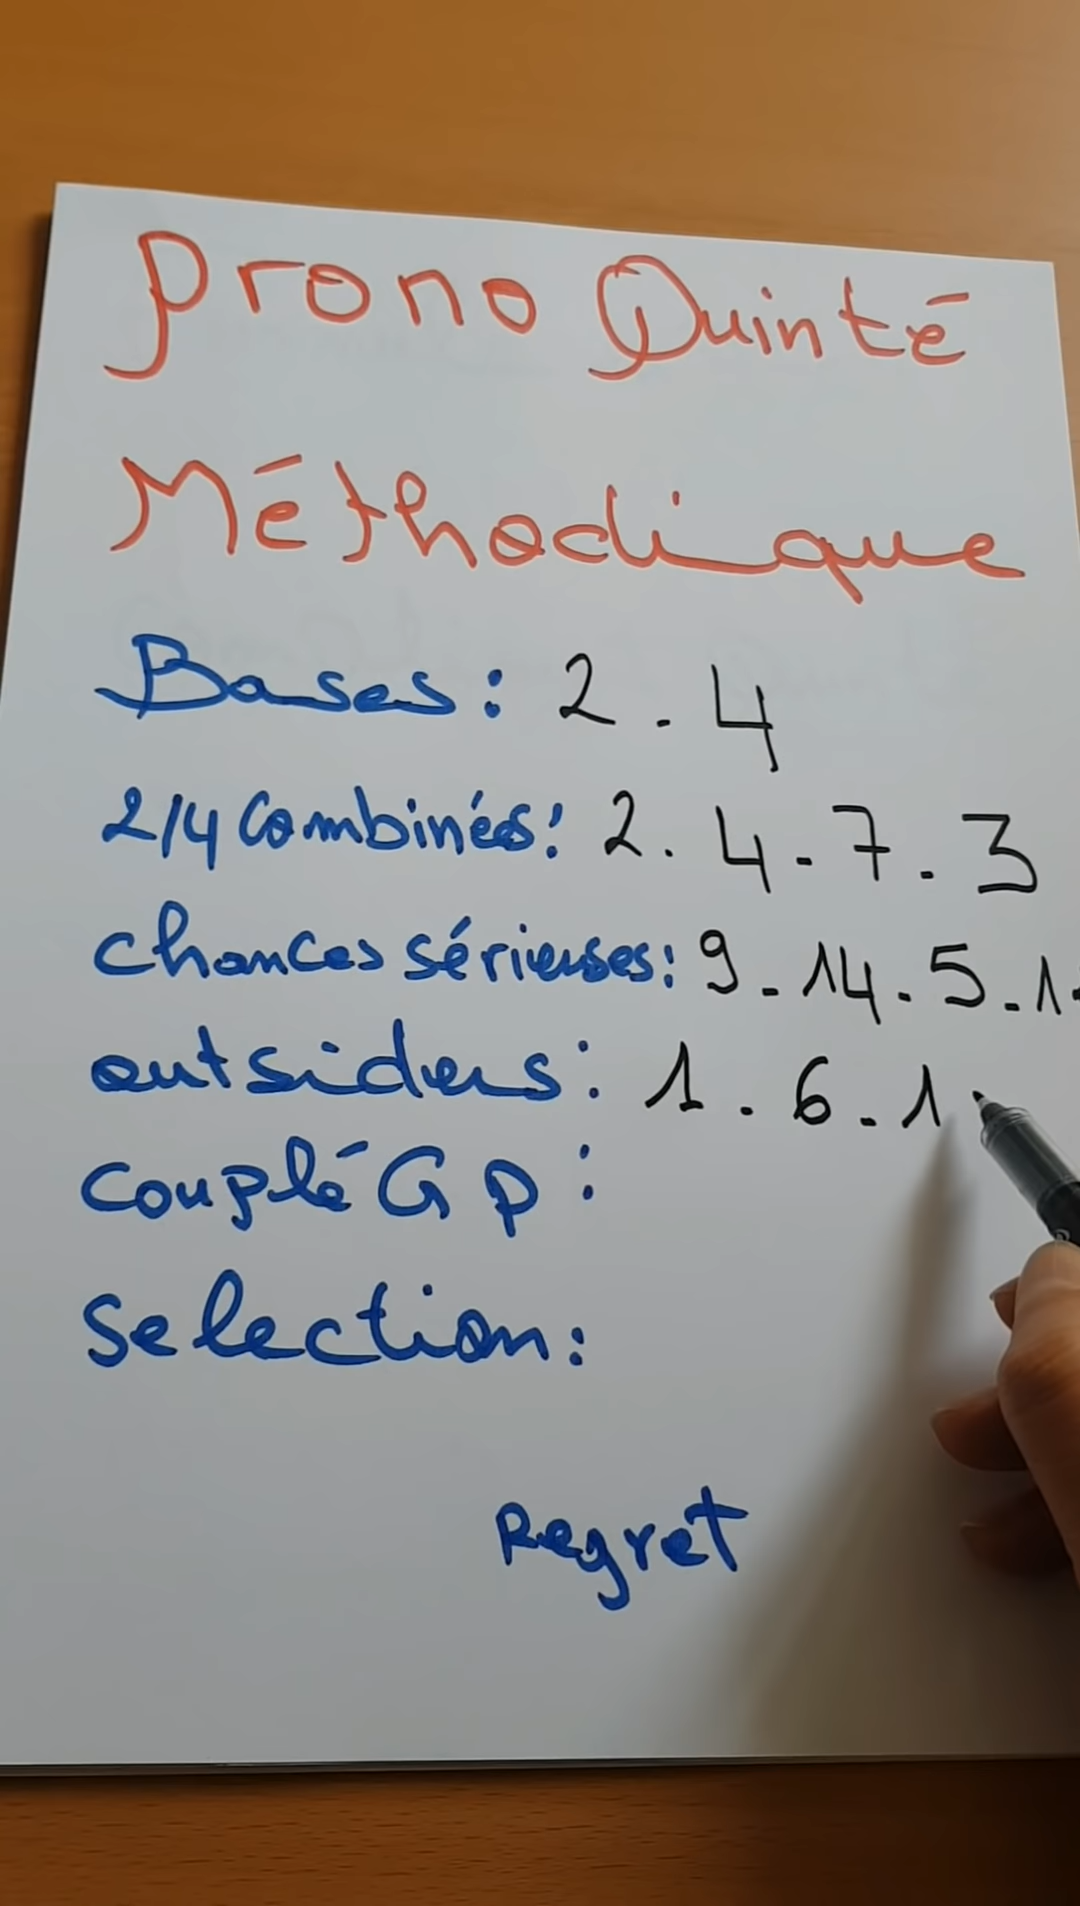 Prono Quinté
Méthodique
Bases: 2 . 4
2/4 Combinées: 2. 4 - 7 . 3
chances sérieuses: 9 - 14 . 5 . 1
outsiders: 1 . 6 . 1
couplé G p :
Selection:
Regret